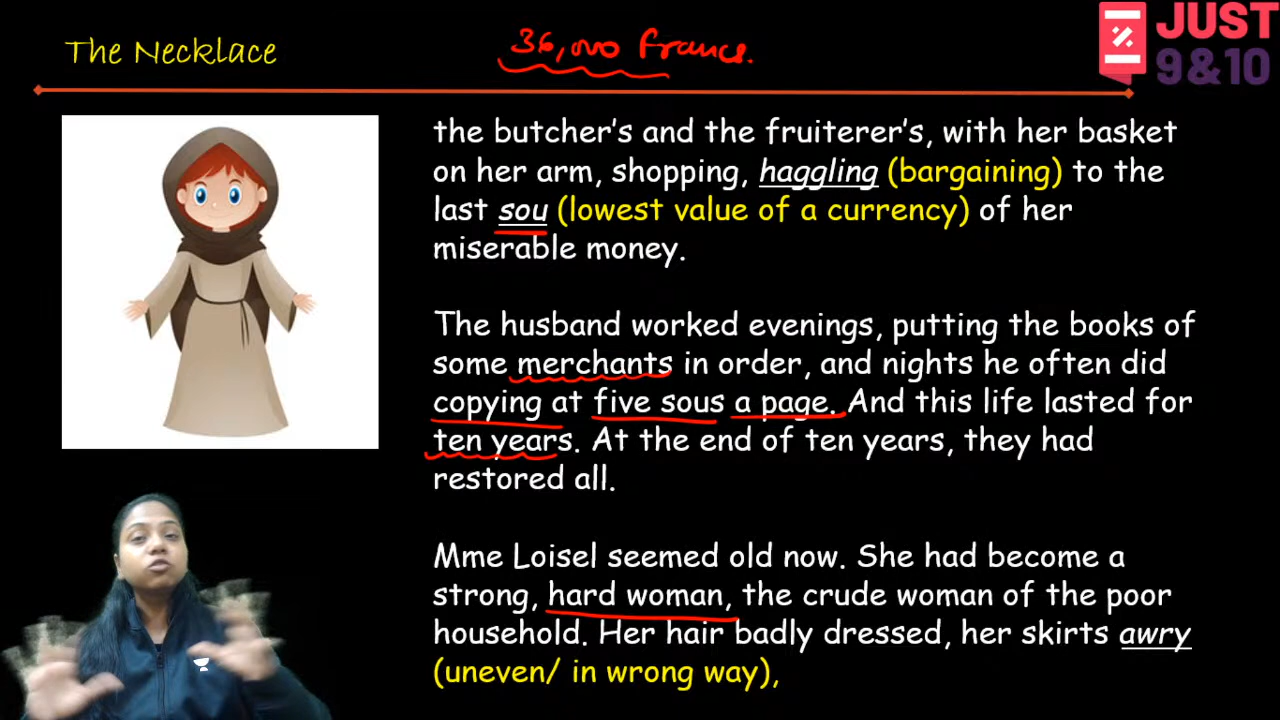 The Necklace
36,000 francs.
JUST
9&10
the butcher's and the fruiterer's, with her basket
on her arm, shopping, haggling (bargaining) to the
last sou (lowest value of a currency) of her
miserable money.
The husband worked evenings, putting the books of
some merchants in order, and nights he often did
copying at five sous a page. And this life lasted for
ten years. At the end of ten years, they had
restored all.
Mme Loisel seemed old now. She had become a
strong, hard woman, the crude woman of the poor
household. Her hair badly dressed, her skirts awry
(uneven/ in wrong way),